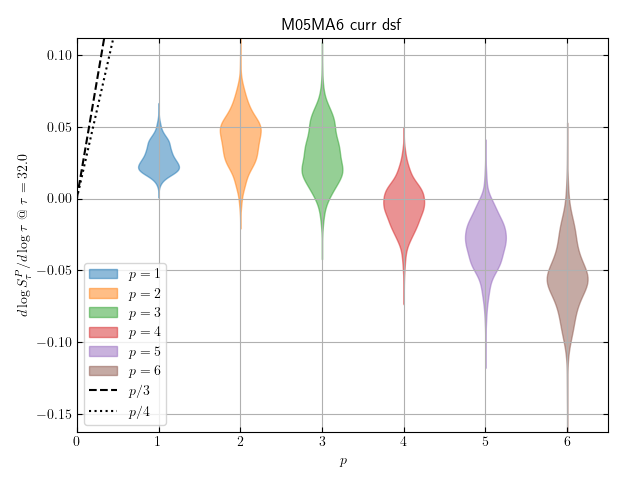 M05MA6 curr dsf
d log S_τ^P / d log τ @ τ = 32.0
0.10
0.05
0.00
−0.05
−0.10
−0.15
p = 1
p = 2
p = 3
p = 4
p = 5
p = 6
p/3
p/4
0 1 2 3 4 5 6
p